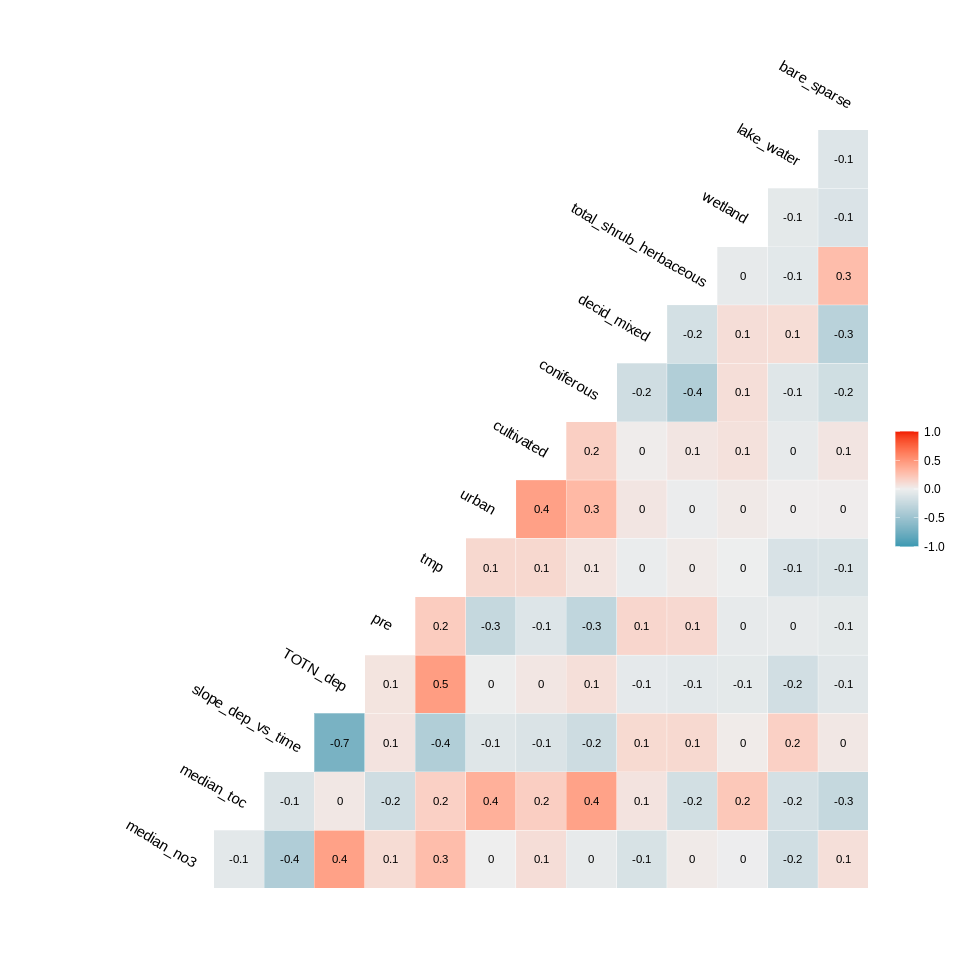 bare_sparse
lake_water -0.1
wetland -0.1 -0.1
total_shrub_herbaceous 0 -0.1 0.3
decid_mixed -0.2 0.1 0.1 -0.3
coniferous -0.2 -0.4 0.1 -0.1 -0.2
cultivated 0.2 0 0.1 0.1 0 0.1
urban 0.4 0.3 0 0 0 0 0
tmp 0.1 0.1 0.1 0 0 0 -0.1 -0.1
pre 0.2 -0.3 -0.1 -0.3 0.1 0.1 0 0 -0.1
TOTN_dep 0.1 0.5 0 0 0.1 -0.1 -0.1 -0.1 -0.2 -0.1
slope_dep_vs_time -0.7 0.1 -0.4 -0.1 -0.1 -0.2 0.1 0.1 0 0.2 0
median_toc -0.1 0 -0.2 0.2 0.4 0.2 0.4 0.1 -0.2 0.2 -0.2 -0.3
median_no3 -0.1 -0.4 0.4 0.1 0.3 0 0.1 0 -0.1 0 0 -0.2 0.1
1.0
0.5
0.0
-0.5
-1.0